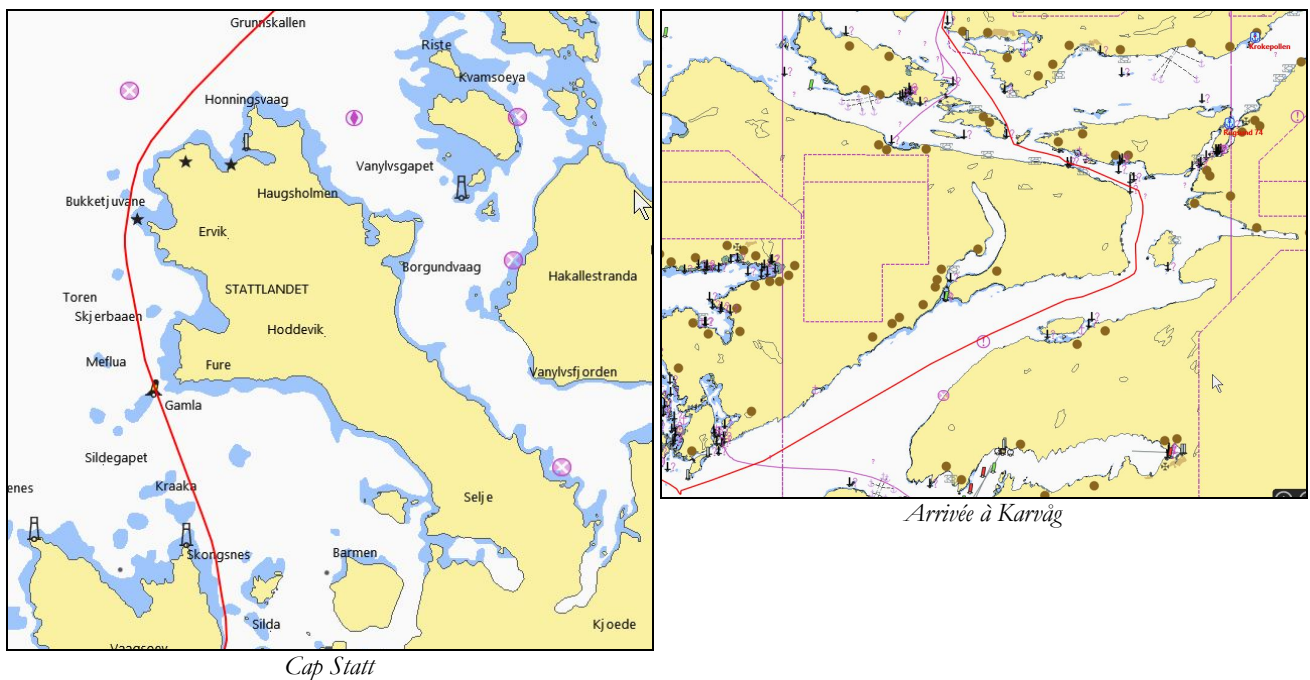 Grunnskallen
Riste
Kvamsoeya
Honningsvaag
Vanylvsgapet
Haugsholmen
Bukketjuvane
Ervik
Borgundvaag
Hakallestranda
STATTLANDET
Toren
Skjerbaaen
Hoddevik
Meflua
Fure
Vanylvsfjorden
Gamla
Sildegapet
Kraaka
enes
Selje
Skongsnes
Barmen
Silda
Kjoede
Vaagsoey
Cap Statt
Krokepollen
Arrivée à Karvåg